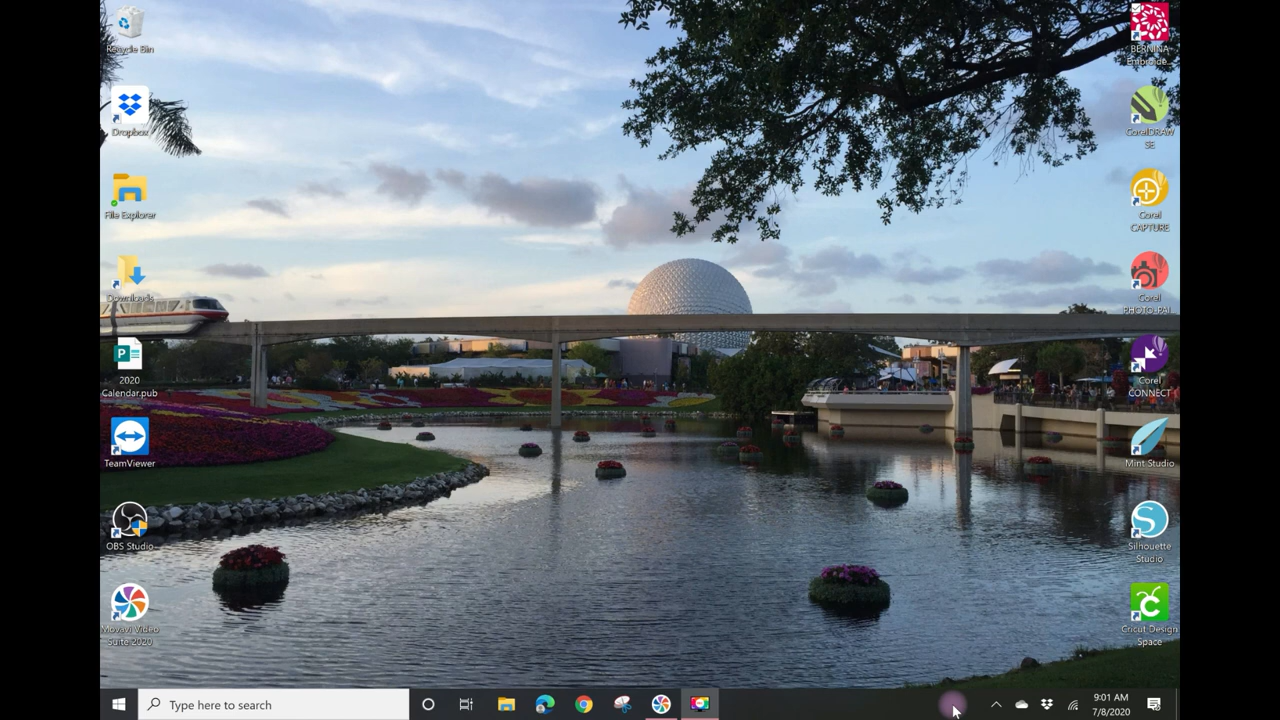 Recycle Bin
Dropbox
File Explorer
Downloads
2020
Calendar.pub
TeamViewer
OBS Studio
Movavi Video
Suite 2020
BERNINA
Embroide...
CorelDRAW
SE
Corel
CAPTURE
Corel
PHOTO-PAI...
Corel
CONNECT
Mint Studio
Silhouette
Studio
Cricut Design
Space
Type here to search
9:01 AM
7/8/2020